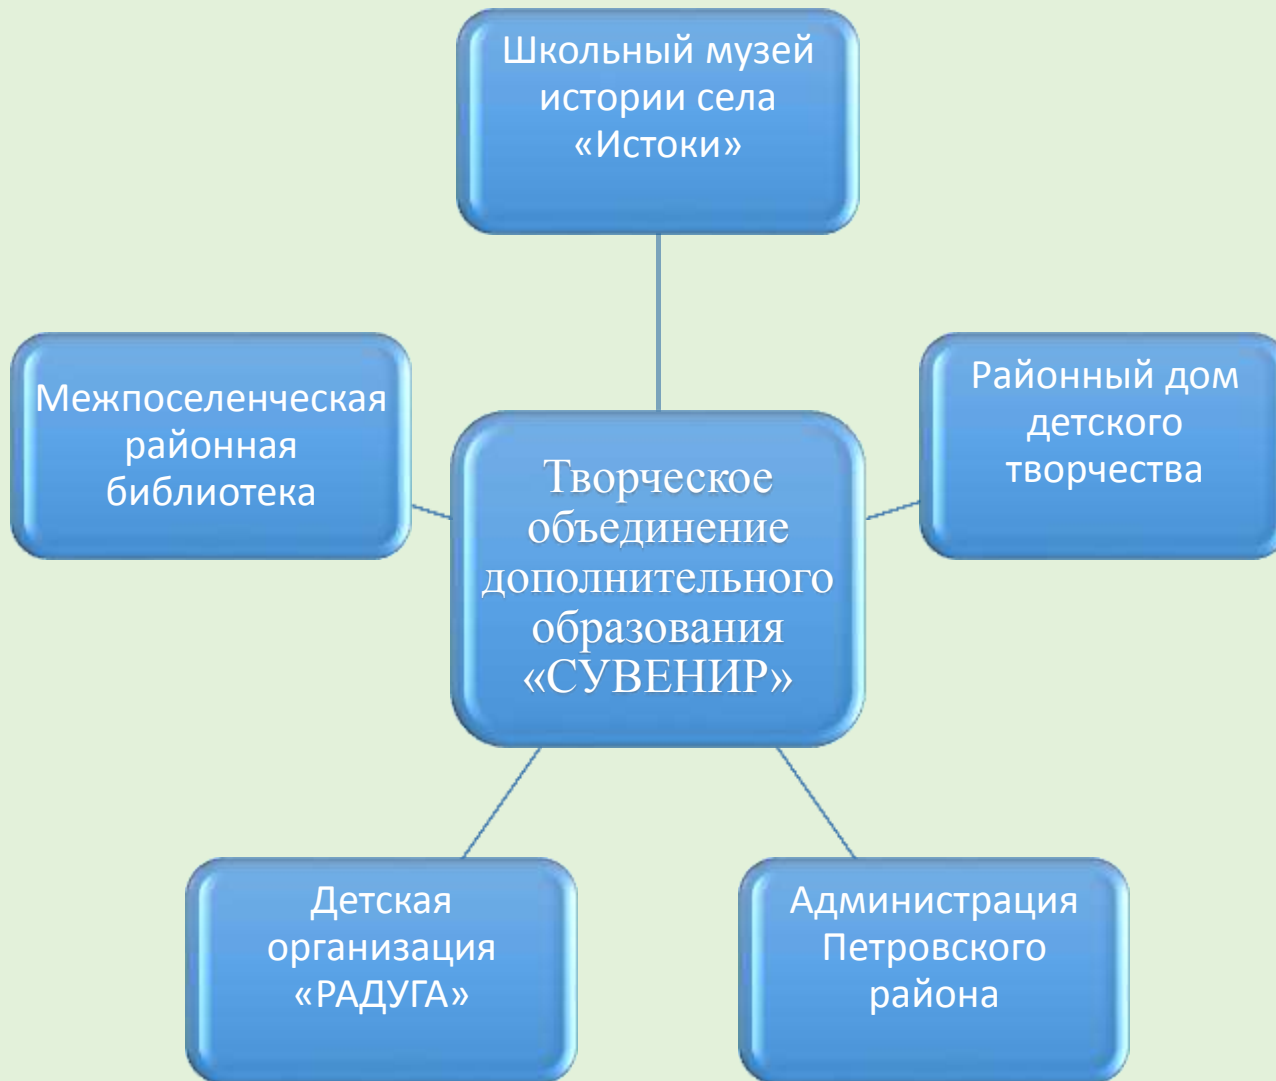 Школьный музей
истории села
«Истоки»
Межпоселенческая
районная
библиотека
Районный дом
детского
творчества
Творческое
объединение
дополнительного
образования
«СУВЕНИР»
Детская
организация
«РАДУГА»
Администрация
Петровского
района